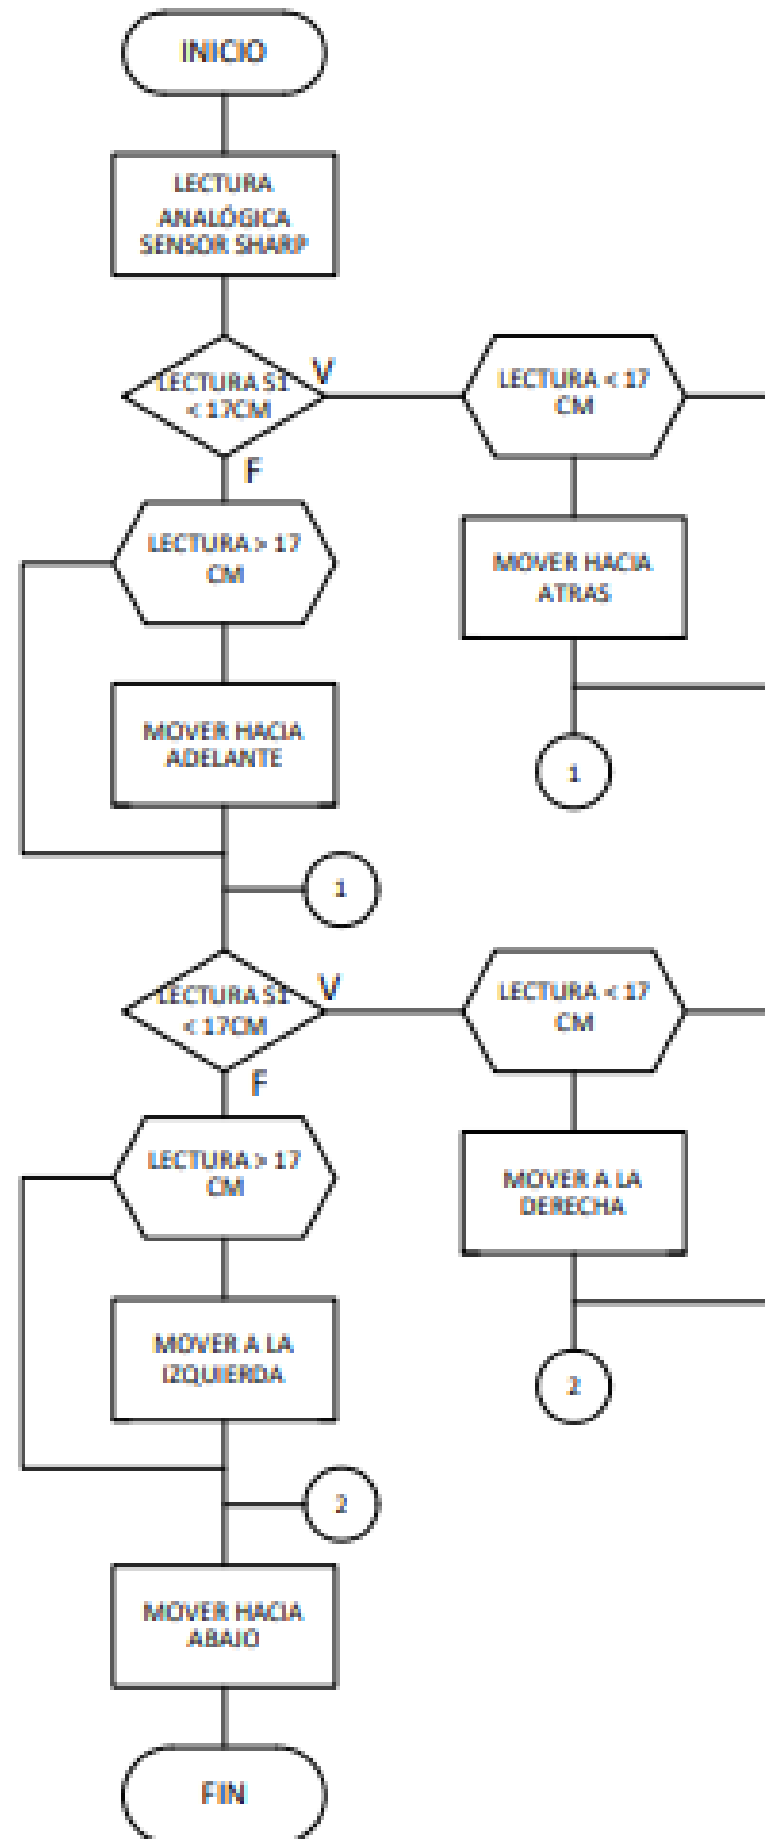 INICIO
LECTURA
ANALÓGICA
SENSOR SHARP
LECTURA S1
< 17CM
V
LECTURA < 17
CM
F
LECTURA > 17
CM
MOVER HACIA
ATRAS
MOVER HACIA
ADELANTE
1
1
LECTURA S1
< 17CM
V
LECTURA < 17
CM
F
LECTURA > 17
CM
MOVER A LA
DERECHA
MOVER A LA
IZQUIERDA
2
2
MOVER HACIA
ABAJO
FIN